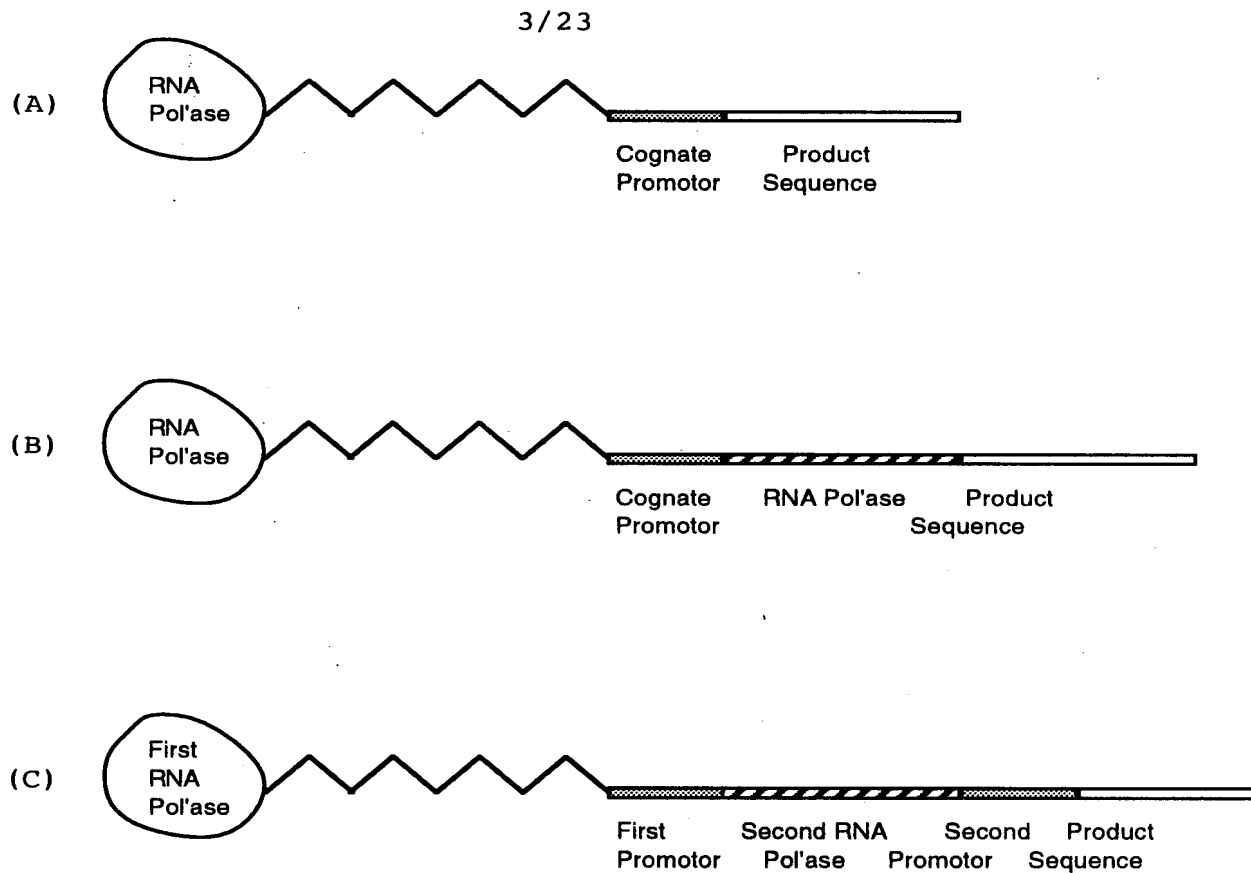 3/23
(A)
RNA
Pol'ase
Cognate Product
Promotor Sequence
(B)
RNA
Pol'ase
Cognate RNA Pol'ase Product
Promotor Sequence
(C)
First
RNA
Pol'ase
First Second RNA Second Product
Promotor Pol'ase Promotor Sequence